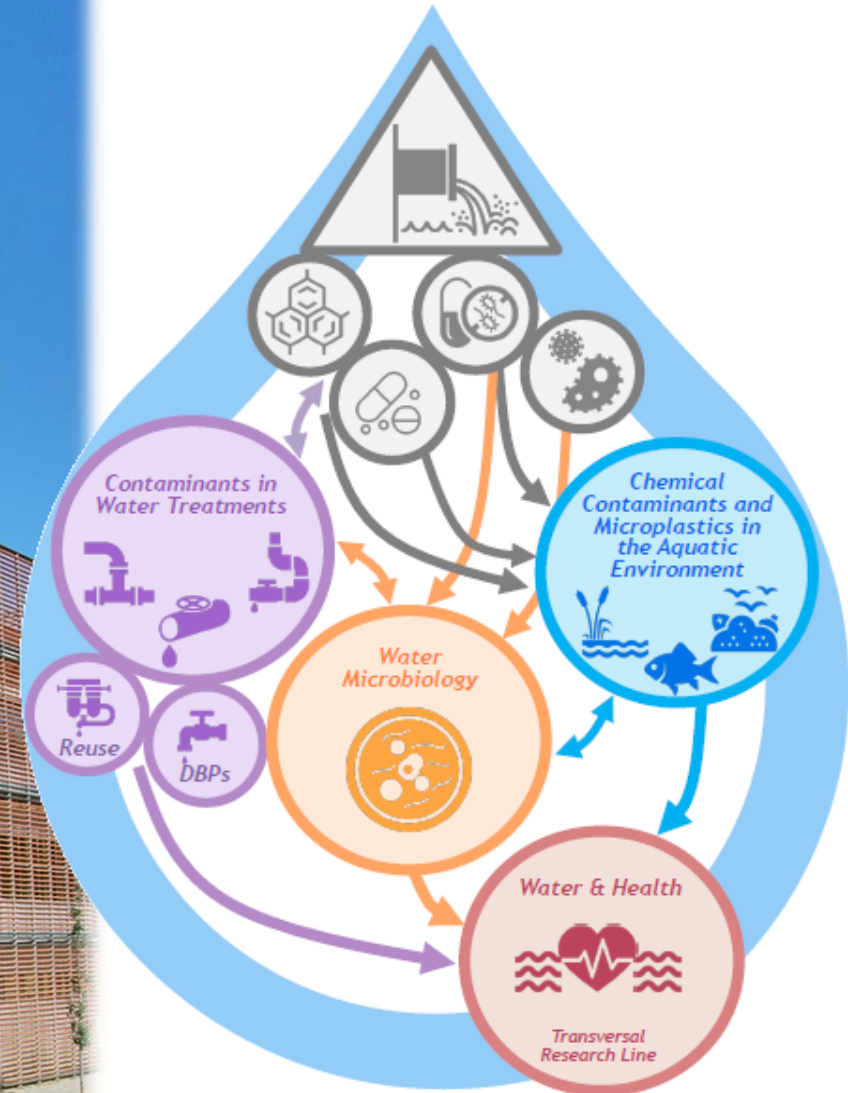 Contaminants in
Water Treatments
Chemical
Contaminants and
Microplastics in
the Aquatic
Environment
Water
Microbiology
Reuse
DBPs
Water & Health
Transversal
Research Line